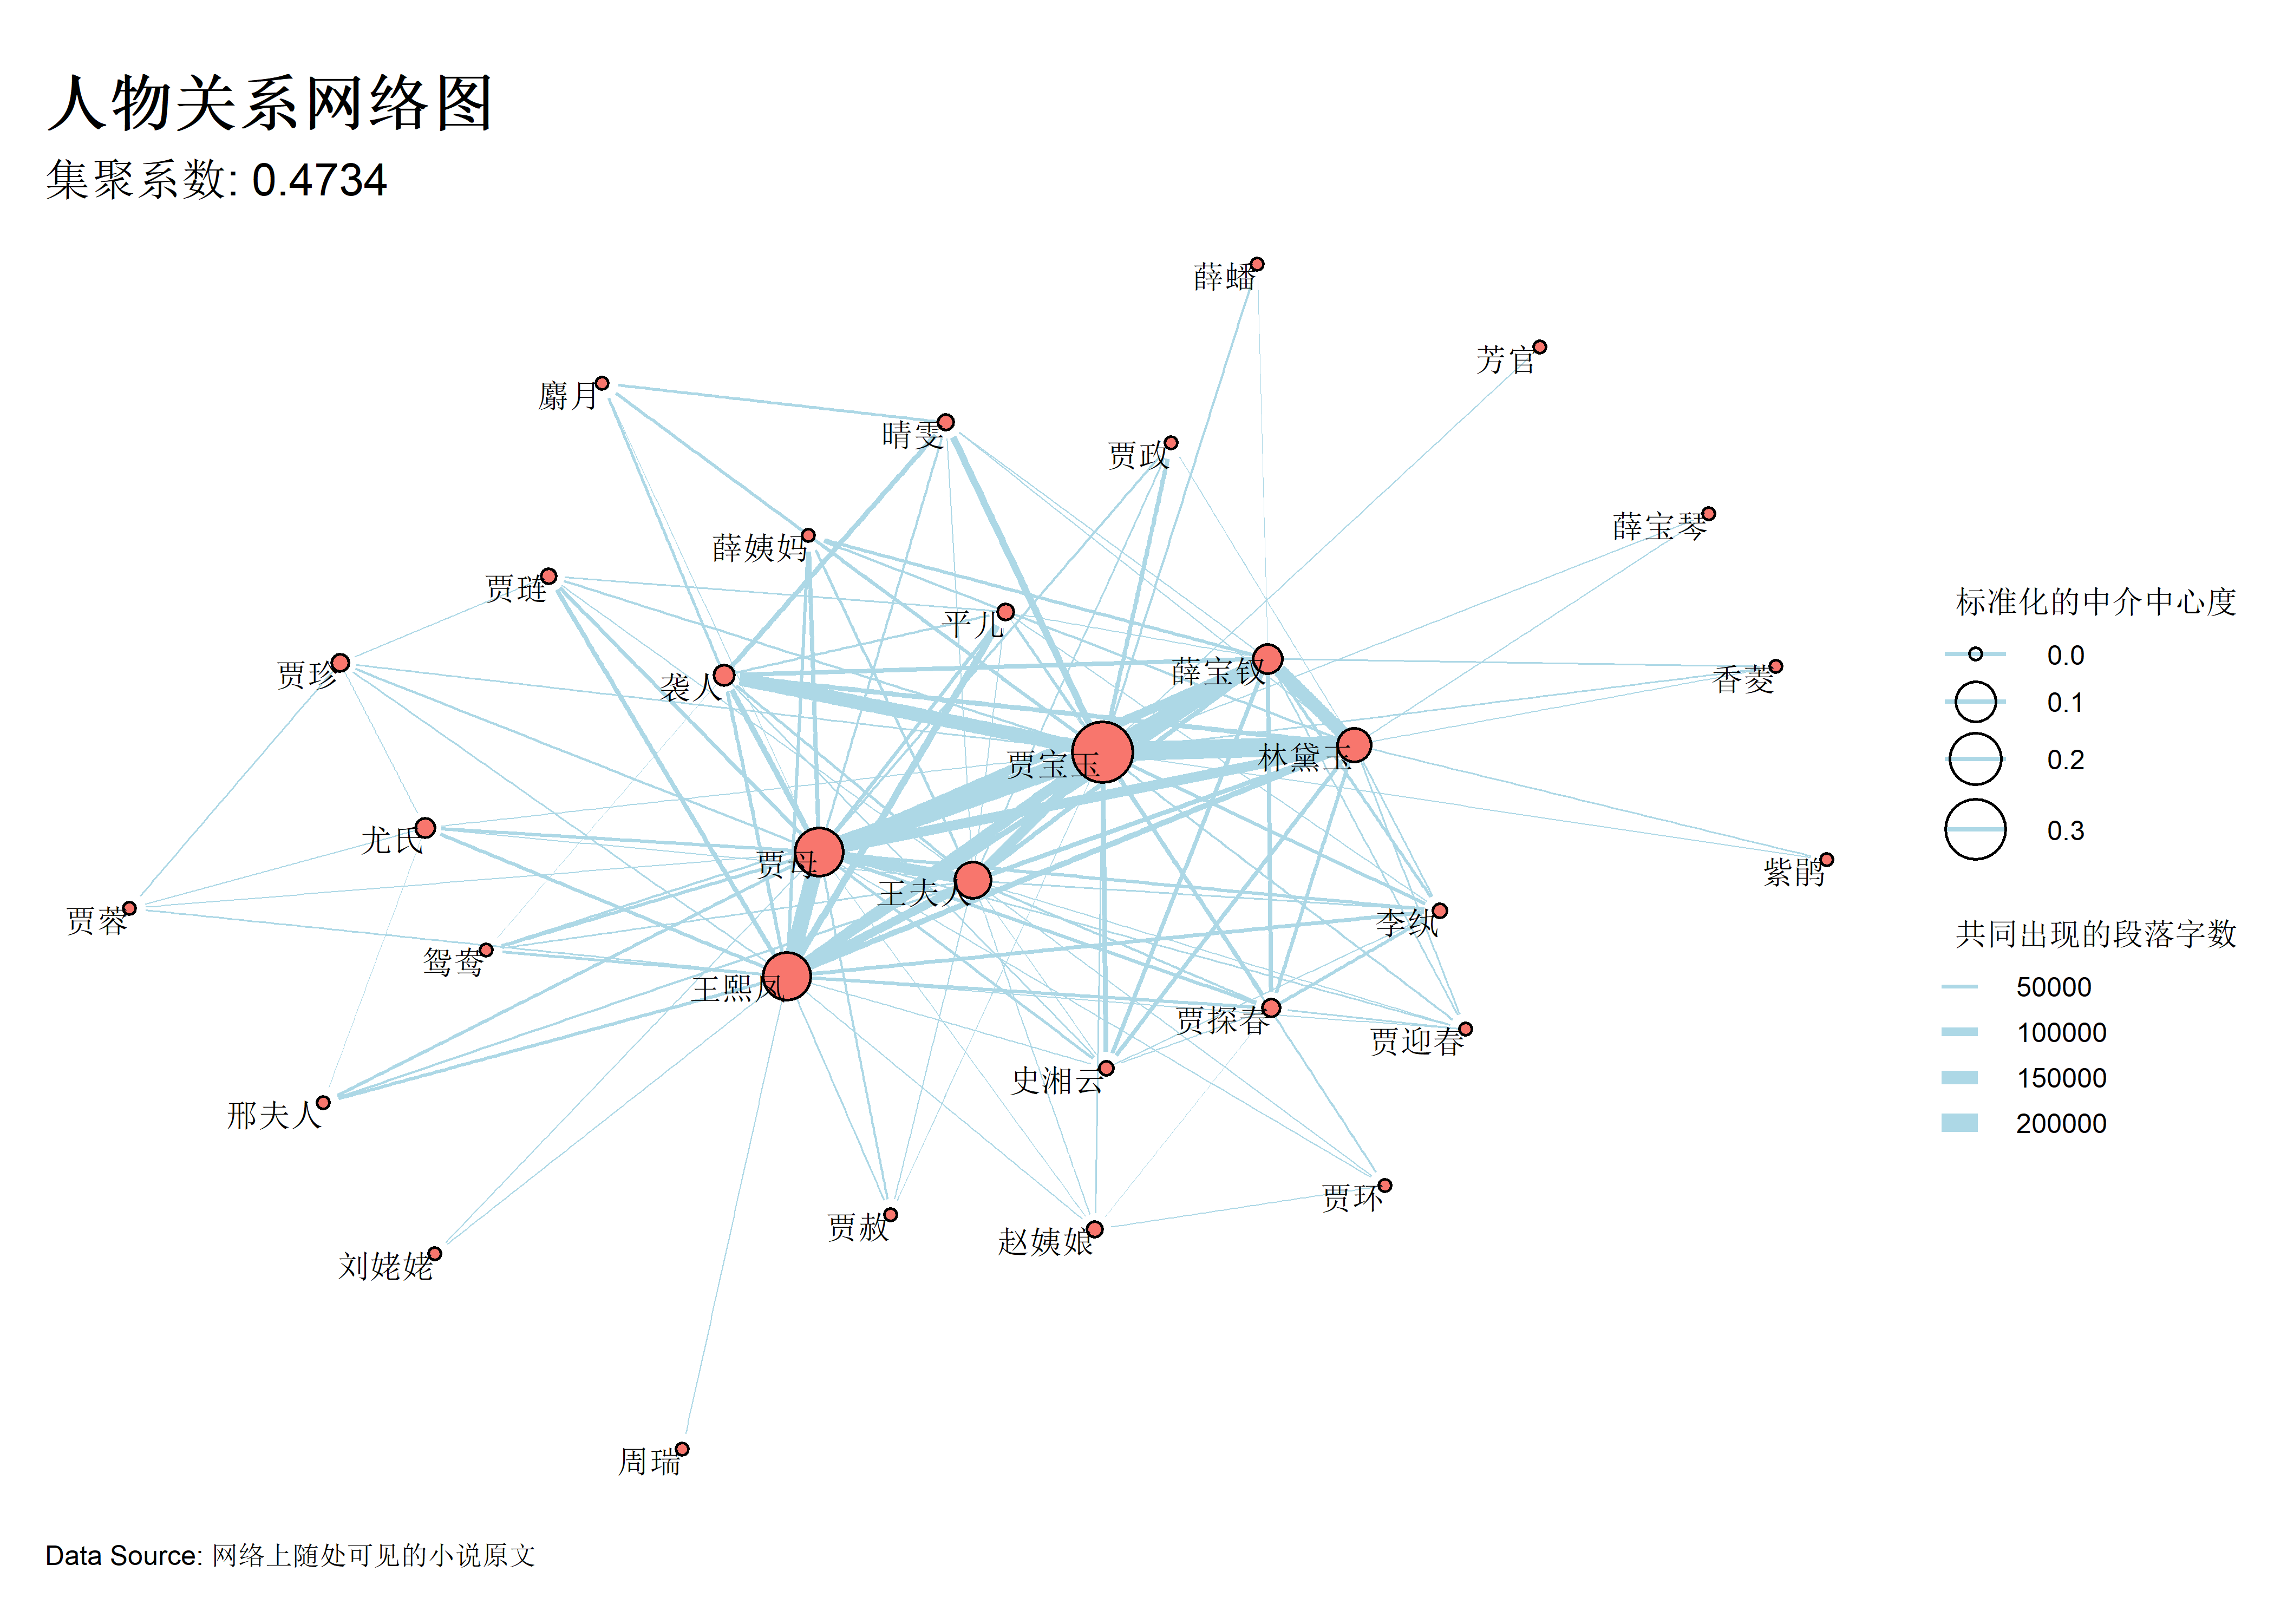 人物关系网络图
集聚系数: 0.4734
薛蟠
芳官
麝月
晴雯
贾政
薛宝琴
薛姨妈
贾琏
平儿
贾珍
袭人
薛宝钗
香菱
贾宝玉
林黛玉
尤氏
贾母
王夫人
紫鹃
贾蓉
鸳鸯
李纨
王熙凤
贾探春
贾迎春
史湘云
邢夫人
贾环
刘姥姥
贾赦
赵姨娘
周瑞
标准化的中介中心度
0.0
0.1
0.2
0.3
共同出现的段落字数
50000
100000
150000
200000
Data Source: 网络上随处可见的小说原文